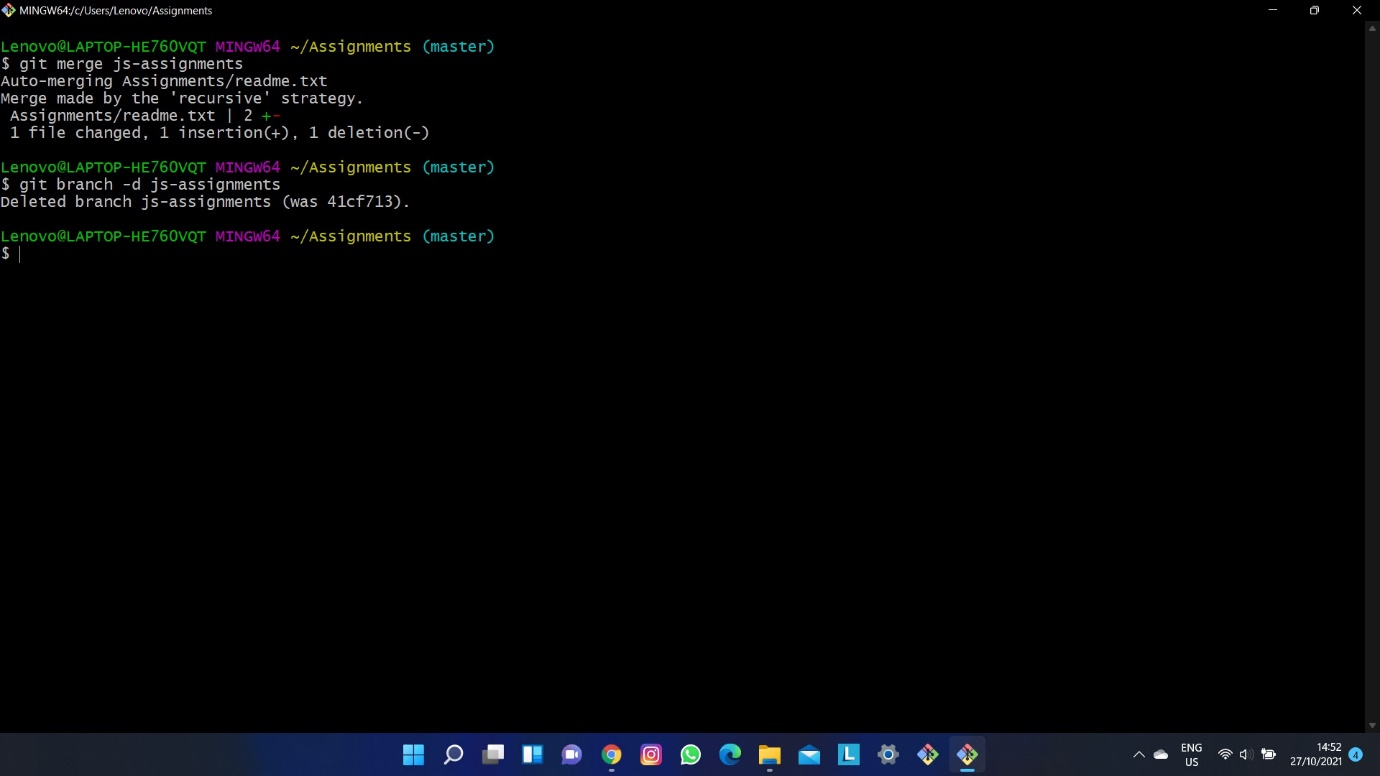 MINGW64:/c/Users/Lenovo/Assignments
Lenovo@LAPTOP-HE760VQT MINGW64 ~/Assignments (master)
$ git merge js-assignments
Auto-merging Assignments/readme.txt
Merge made by the 'recursive' strategy.
 Assignments/readme.txt | 2 +-
 1 file changed, 1 insertion(+), 1 deletion(-)
Lenovo@LAPTOP-HE760VQT MINGW64 ~/Assignments (master)
$ git branch -d js-assignments
Deleted branch js-assignments (was 41cf713).
Lenovo@LAPTOP-HE760VQT MINGW64 ~/Assignments (master)
$
L
ENG
US
14:52
27/10/2021
4